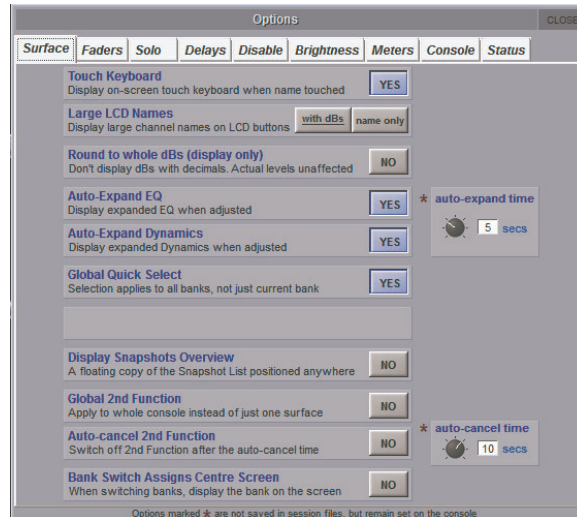 Options
CLOSE
Surface Faders Solo Delays Disable Brightness Meters Console Status
Touch Keyboard
Display on-screen touch keyboard when name touched
YES
Large LCD Names
Display large channel names on LCD buttons
with dBs name only
Round to whole dBs (display only)
Don't display dBs with decimals. Actual levels unaffected
NO
Auto-Expand EQ
Display expanded EQ when adjusted
YES
* auto-expand time
5 secs
Auto-Expand Dynamics
Display expanded Dynamics when adjusted
YES
Global Quick Select
Selection applies to all banks, not just current bank
YES
Display Snapshots Overview
A floating copy of the Snapshot List positioned anywhere
NO
Global 2nd Function
Apply to whole console instead of just one surface
NO
Auto-cancel 2nd Function
Switch off 2nd Function after the auto-cancel time
NO
* auto-cancel time
10 secs
Bank Switch Assigns Centre Screen
When switching banks, display the bank on the screen
NO
Options marked * are not saved in session files, but remain set on the console